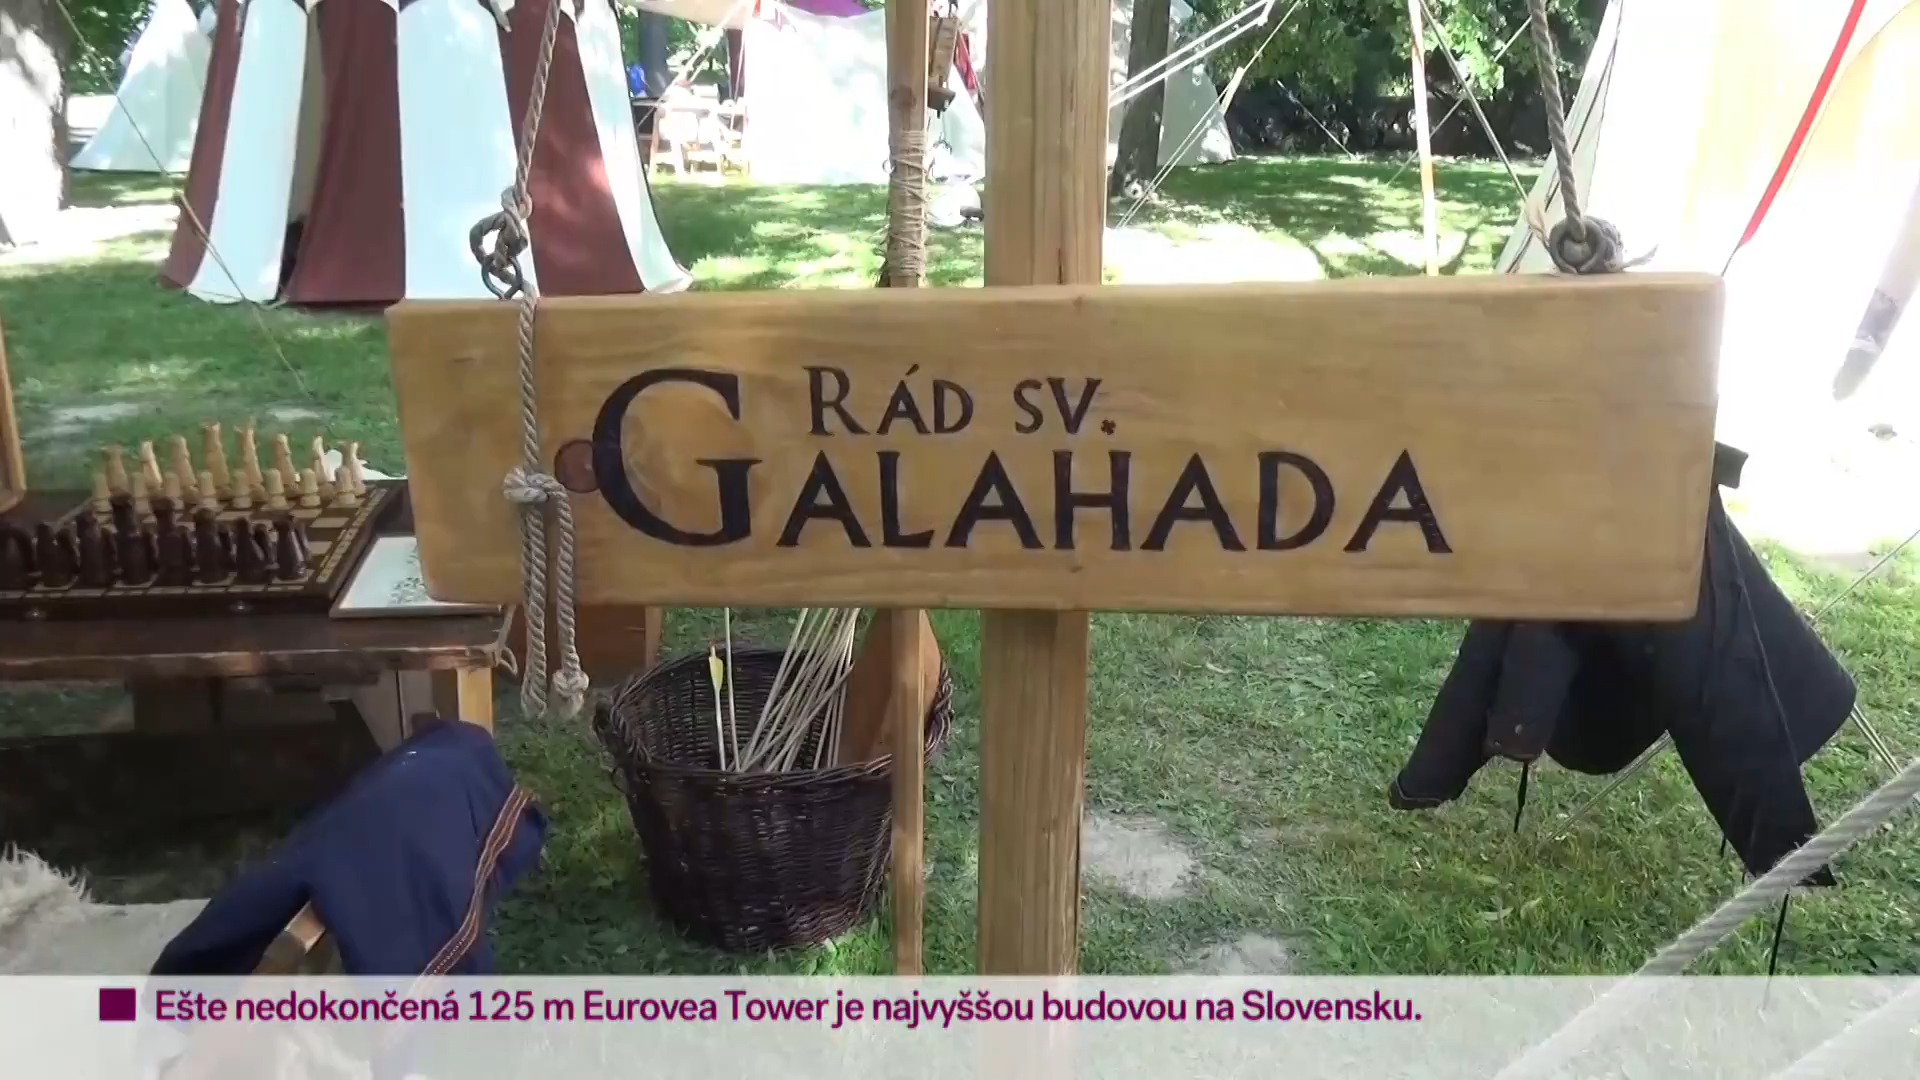 RÁD SV.
GALAHADA
Ešte nedokončená 125 m Eurovea Tower je najvyššou budovou na Slovensku.